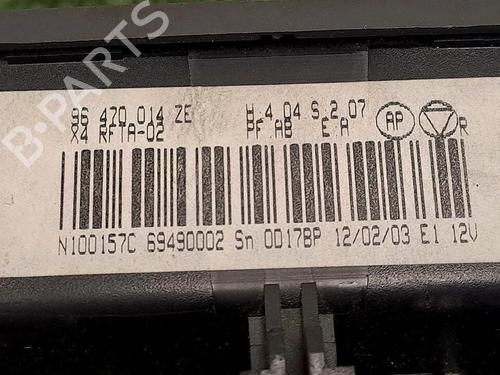 B-PARTS
96 470 014 ZE H.4.04 S.2.07
X4 RFTA-02 PF AB E A AP R
N100157C 69490002 Sn 0D17BP 12/02/03 E1 12V